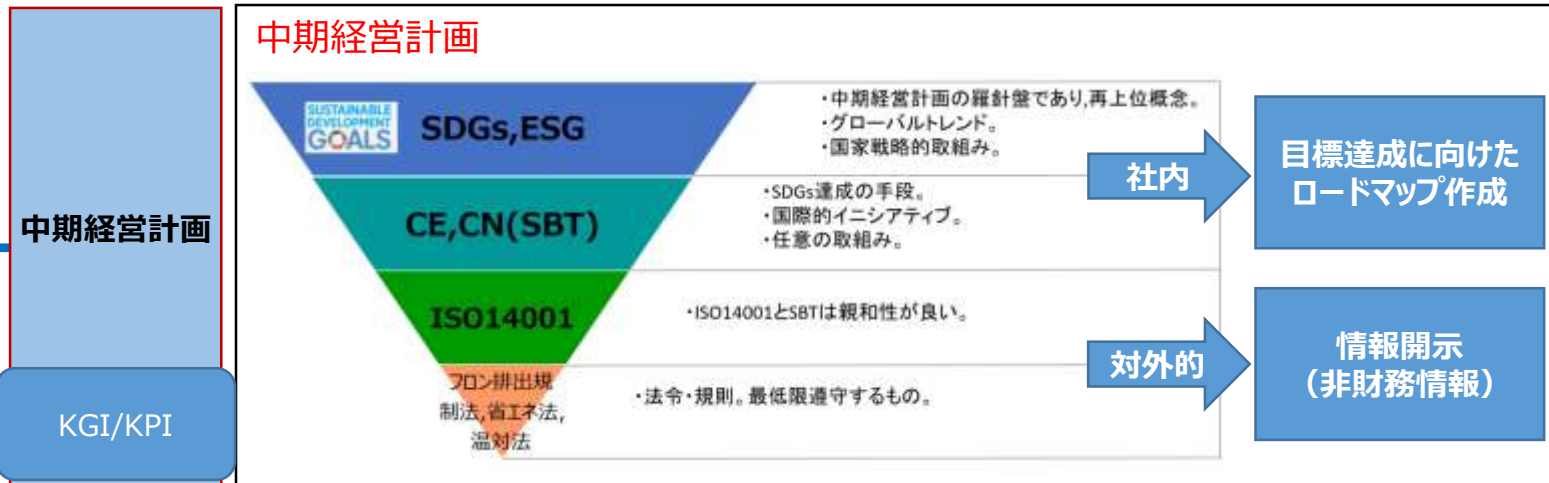 中期経営計画
KGI/KPI
中期経営計画
SUSTAINABLE
DEVELOPMENT
GOALS
SDGs,ESG
・中期経営計画の羅針盤であり,再上位概念。
・グローバルトレンド。
・国家戦略的取組み。
CE,CN(SBT)
・SDGs達成の手段。
・国際的イニシアティブ。
・任意の取組み。
ISO14001
・ISO14001とSBTは親和性が良い。
フロン排出規
制法,省エネ法,
温対法
・法令・規則。最低限遵守するもの。
社内
目標達成に向けた
ロードマップ作成
対外的
情報開示
（非財務情報）